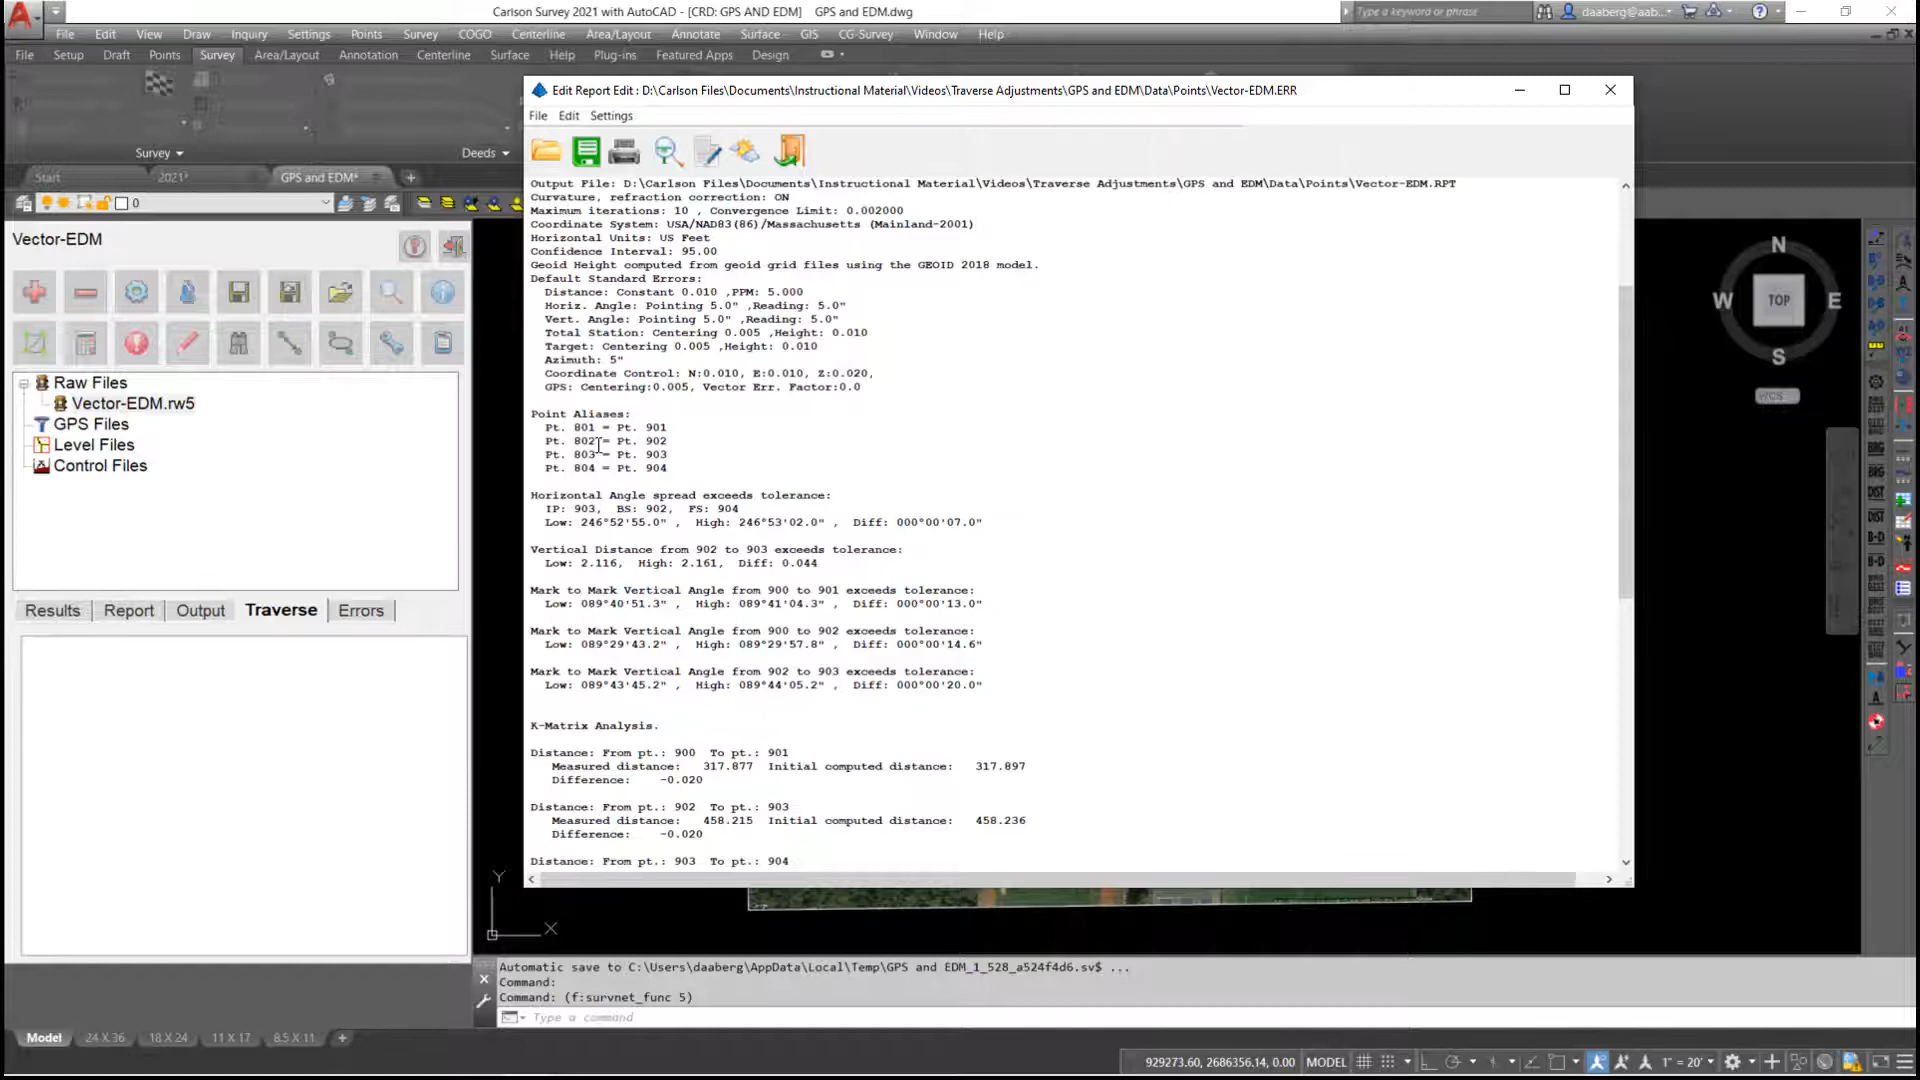 Carlson Survey 2021 with AutoCAD - [CRD: GPS AND EDM]    GPS and EDM.dwg
Type a keyword or phrase
daaberg@aab...
File Edit View Draw Inquiry Settings Points Survey COGO Centerline Area/Layout Annotate Surface GIS CG-Survey Window Help
File Setup Draft Points Survey Area/Layout Annotation Centerline Surface Help Plug-ins Featured Apps Design
Survey
Deeds
Start
2021*
GPS and EDM*
0
Vector-EDM
Raw Files
Vector-EDM.rw5
GPS Files
Level Files
Control Files
Results Report Output Traverse Errors
Edit Report Edit : D:\Carlson Files\Documents\Instructional Material\Videos\Traverse Adjustments\GPS and EDM\Data\Points\Vector-EDM.ERR
File Edit Settings
Output File: D:\Carlson Files\Documents\Instructional Material\Videos\Traverse Adjustments\GPS and EDM\Data\Points\Vector-EDM.RPT
Curvature, refraction correction: ON
Maximum iterations: 10 , Convergence Limit: 0.002000
Coordinate System: USA/NAD83(86)/Massachusetts (Mainland-2001)
Horizontal Units: US Feet
Confidence Interval: 95.00
Geoid Height computed from geoid grid files using the GEOID 2018 model.
Default Standard Errors:
Distance: Constant 0.010 ,PPM: 5.000
Horiz. Angle: Pointing 5.0" ,Reading: 5.0"
Vert. Angle: Pointing 5.0" ,Reading: 5.0"
Total Station: Centering 0.005 ,Height: 0.010
Target: Centering 0.005 ,Height: 0.010
Azimuth: 5"
Coordinate Control: N:0.010, E:0.010, Z:0.020,
GPS: Centering:0.005, Vector Err. Factor:0.0
Point Aliases:
Pt. 801 = Pt. 901
Pt. 802 = Pt. 902
Pt. 803 = Pt. 903
Pt. 804 = Pt. 904
Horizontal Angle spread exceeds tolerance:
IP: 903, BS: 902, FS: 904
Low: 246°52'55.0" , High: 246°53'02.0" , Diff: 000°00'07.0"
Vertical Distance from 902 to 903 exceeds tolerance:
Low: 2.116, High: 2.161, Diff: 0.044
Mark to Mark Vertical Angle from 900 to 901 exceeds tolerance:
Low: 089°40'51.3" , High: 089°41'04.3" , Diff: 000°00'13.0"
Mark to Mark Vertical Angle from 900 to 902 exceeds tolerance:
Low: 089°29'43.2" , High: 089°29'57.8" , Diff: 000°00'14.6"
Mark to Mark Vertical Angle from 902 to 903 exceeds tolerance:
Low: 089°43'45.2" , High: 089°44'05.2" , Diff: 000°00'20.0"
K-Matrix Analysis.
Distance: From pt.: 900 To pt.: 901
Measured distance: 317.877 Initial computed distance: 317.897
Difference: -0.020
Distance: From pt.: 902 To pt.: 903
Measured distance: 458.215 Initial computed distance: 458.236
Difference: -0.020
Distance: From pt.: 903 To pt.: 904
N
W TOP E
S
WCS
Y
X
Automatic save to C:\Users\daaberg\AppData\Local\Temp\GPS and EDM_1_528_a524f4d6.sv$ ...
Command:
Command: (f:survnet_func 5)
Type a command
Model 24 X 36 18 X 24 11 X 17 8.5 X 11 +
929273.60, 2686356.14, 0.00 MODEL
1" = 20'